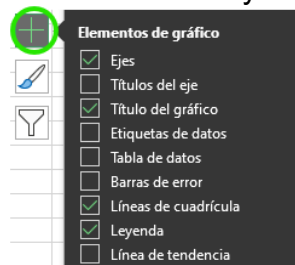 Elementos de gráfico
Ejes
Títulos del eje
Título del gráfico
Etiquetas de datos
Tabla de datos
Barras de error
Líneas de cuadrícula
Leyenda
Línea de tendencia